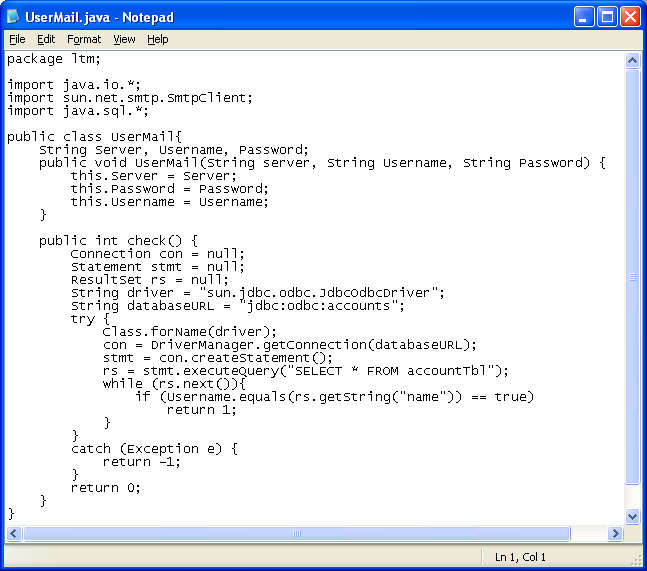 UserMail.java - Notepad
File Edit Format View Help
package ltm;

import java.io.*;
import sun.net.smtp.SmtpClient;
import java.sql.*;

public class UserMail{
    String Server, Username, Password;
    public void UserMail(String server, String Username, String Password) {
        this.Server = Server;
        this.Password = Password;
        this.Username = Username;
    }

    public int check() {
        Connection con = null;
        Statement stmt = null;
        ResultSet rs = null;
        String driver = "sun.jdbc.odbc.JdbcOdbcDriver";
        String databaseURL = "jdbc:odbc:accounts";
        try {
            Class.forName(driver);
            con = DriverManager.getConnection(databaseURL);
            stmt = con.createStatement();
            rs = stmt.executeQuery("SELECT * FROM accountTbl");
            while (rs.next()){
                if (Username.equals(rs.getString("name")) == true)
                    return 1;
            }
        }
        catch (Exception e) {
            return -1;
        }
        return 0;
    }
}
Ln 1, Col 1